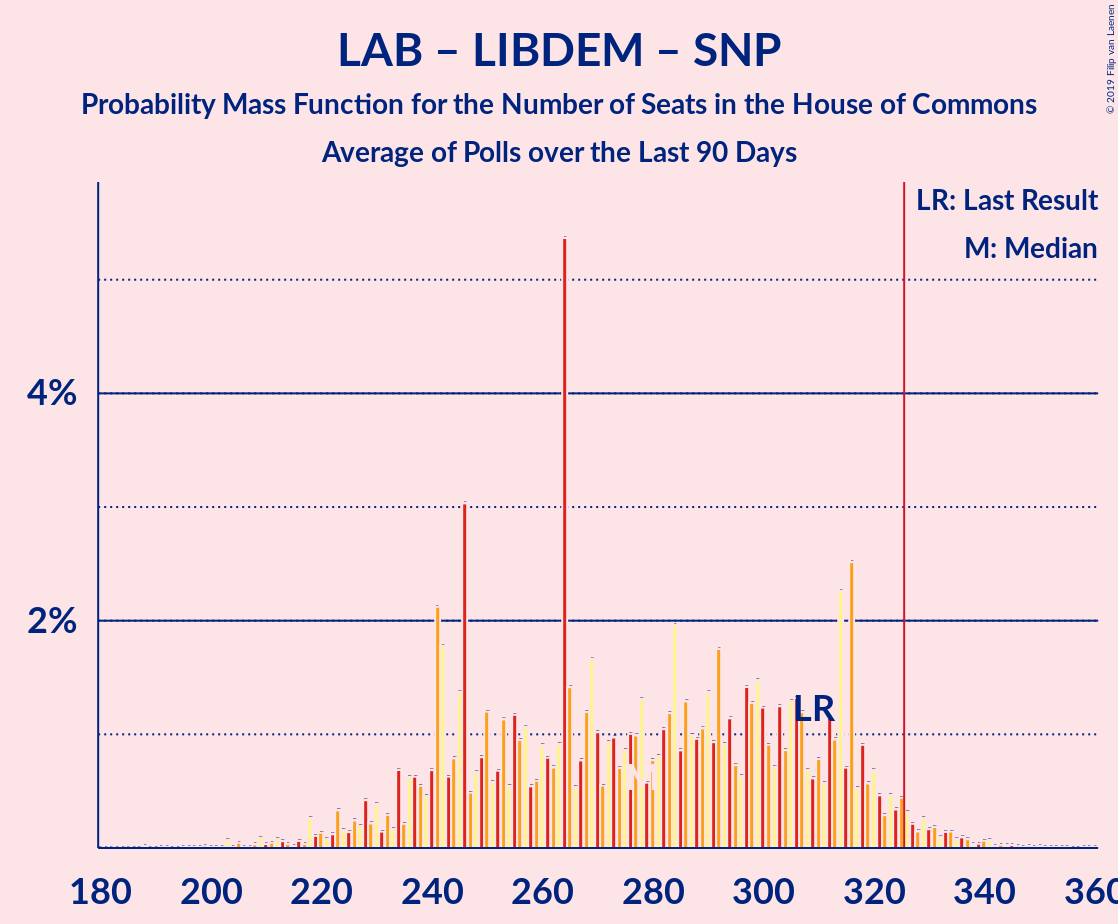 LAB – LIBDEM – SNP
Probability Mass Function for the Number of Seats in the House of Commons
Average of Polls over the Last 90 Days
© 2019 Filip van Laenen
LR: Last Result
M: Median
4%
2%
LR
M
180 200 220 240 260 280 300 320 340 360